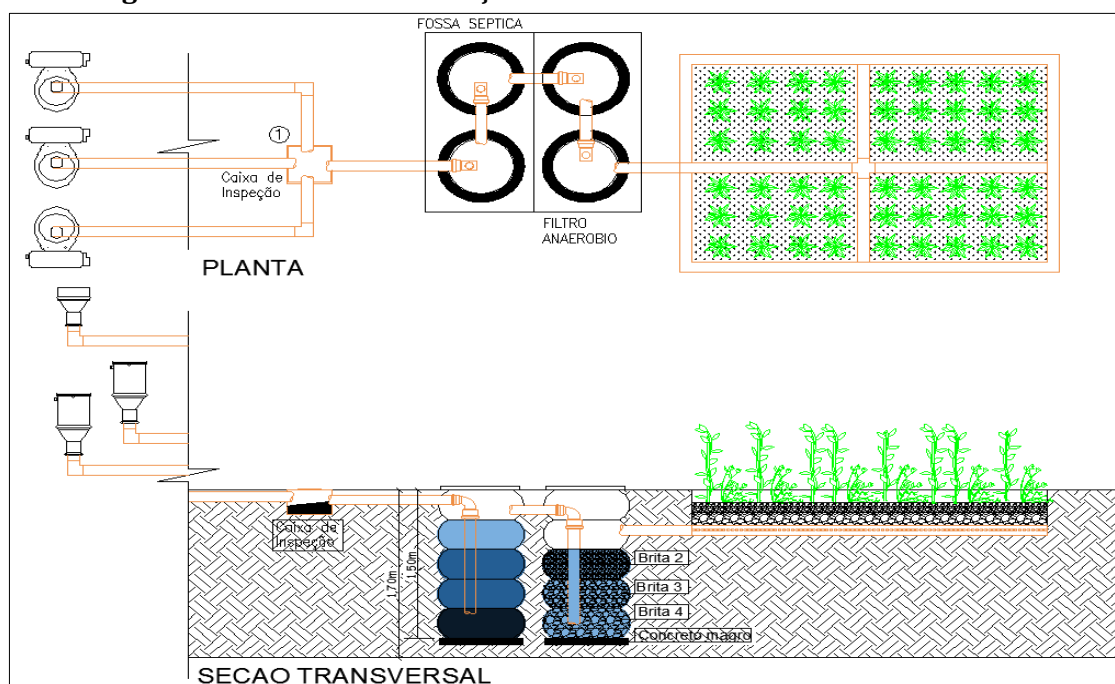 FOSSA SEPTICA
1
Caixa de
Inspeção
FILTRO
ANAEROBIO
PLANTA
Caixa de
Inspeção
1,70m
1,50m
Brita 2
Brita 3
Brita 4
Concreto magro
SECAO TRANSVERSAL